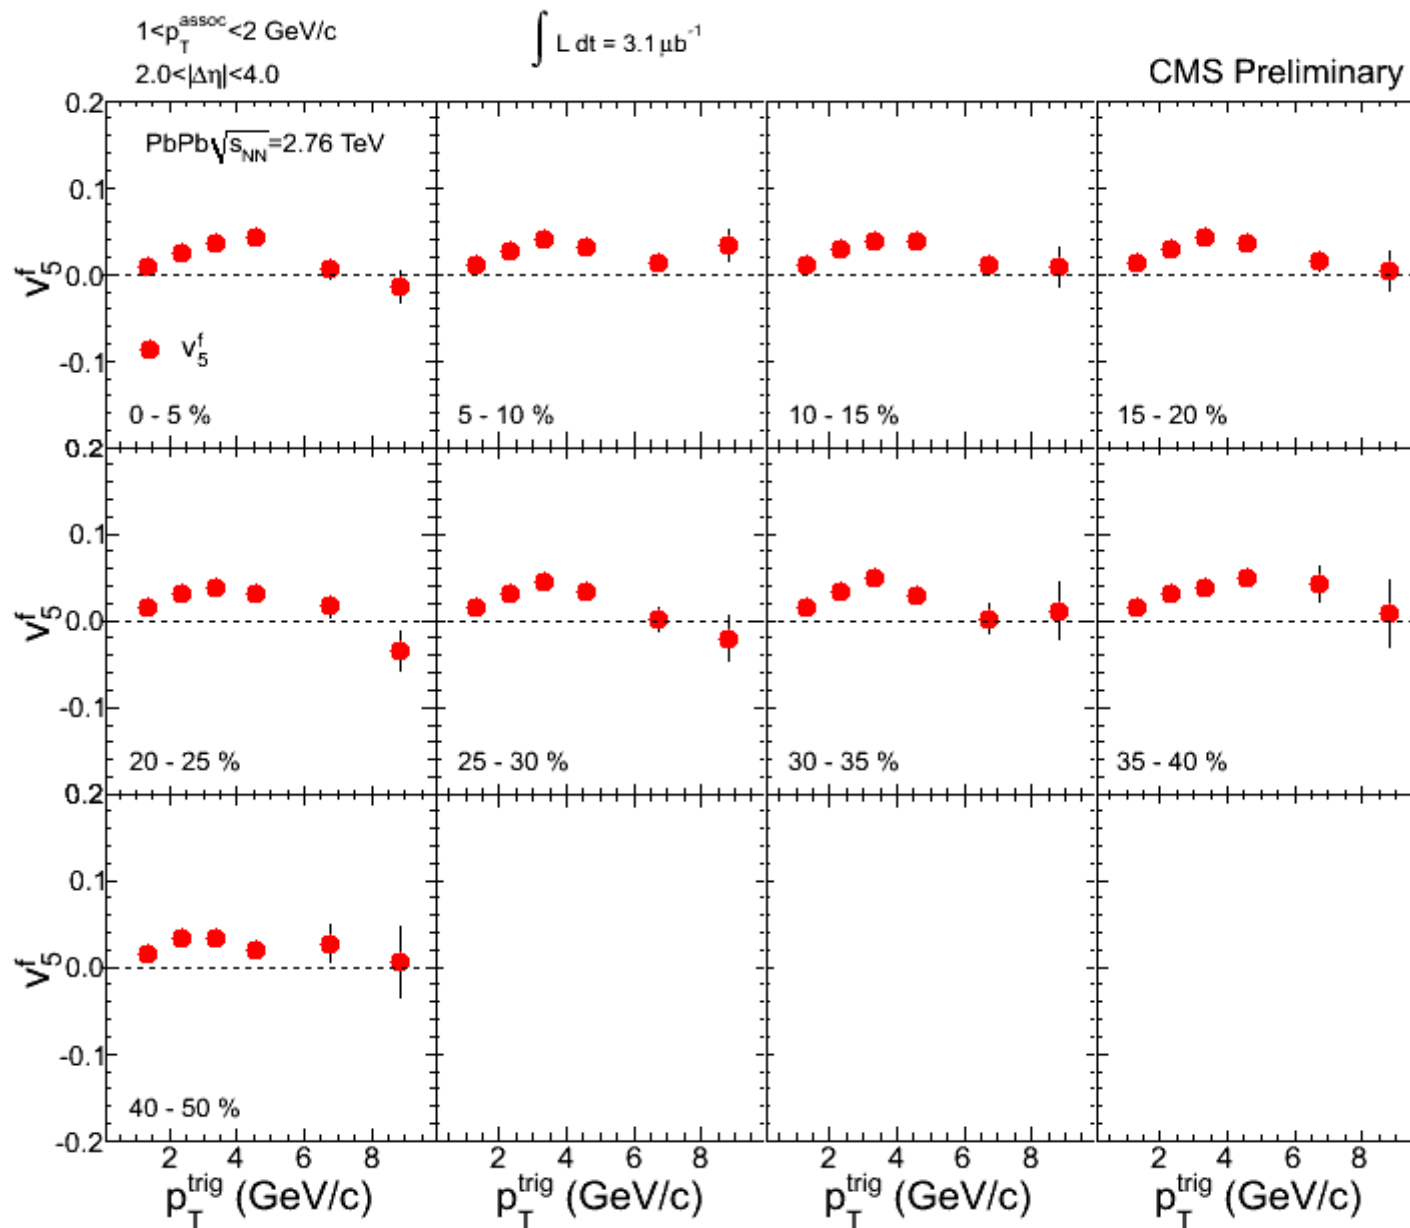 1<p_T^assoc<2 GeV/c
∫ L dt = 3.1 μb^-1
2.0<|Δη|<4.0
CMS Preliminary
PbPb√s_NN=2.76 TeV
0.2
0.1
0.0
-0.1
v_5^f
v_5^f
0 - 5 %
5 - 10 %
10 - 15 %
15 - 20 %
0.2
0.1
0.0
-0.1
v_5^f
20 - 25 %
25 - 30 %
30 - 35 %
35 - 40 %
0.2
0.1
0.0
-0.1
-0.2
v_5^f
40 - 50 %
2 4 6 8
2 4 6 8
2 4 6 8
2 4 6 8
p_T^trig (GeV/c)
p_T^trig (GeV/c)
p_T^trig (GeV/c)
p_T^trig (GeV/c)